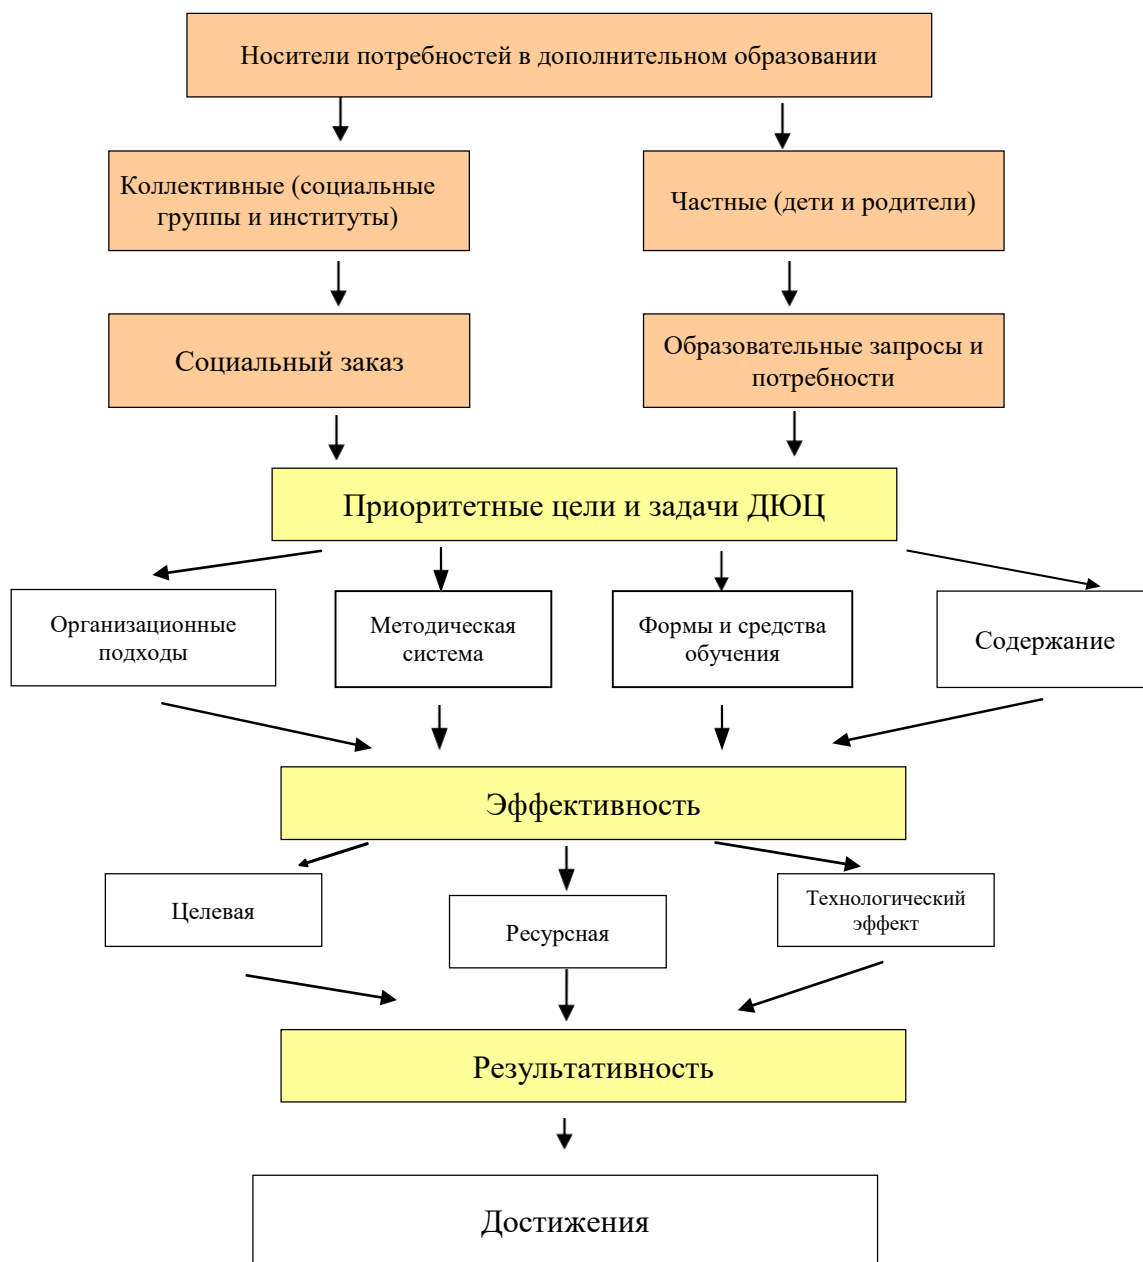 Носители потребностей в дополнительном образовании
Коллективные (социальные
группы и институты)
Частные (дети и родители)
Социальный заказ
Образовательные запросы и
потребности
Приоритетные цели и задачи ДЮЦ
Организационные
подходы
Методическая
система
Формы и средства
обучения
Содержание
Эффективность
Целевая
Ресурсная
Технологический
эффект
Результативность
Достижения